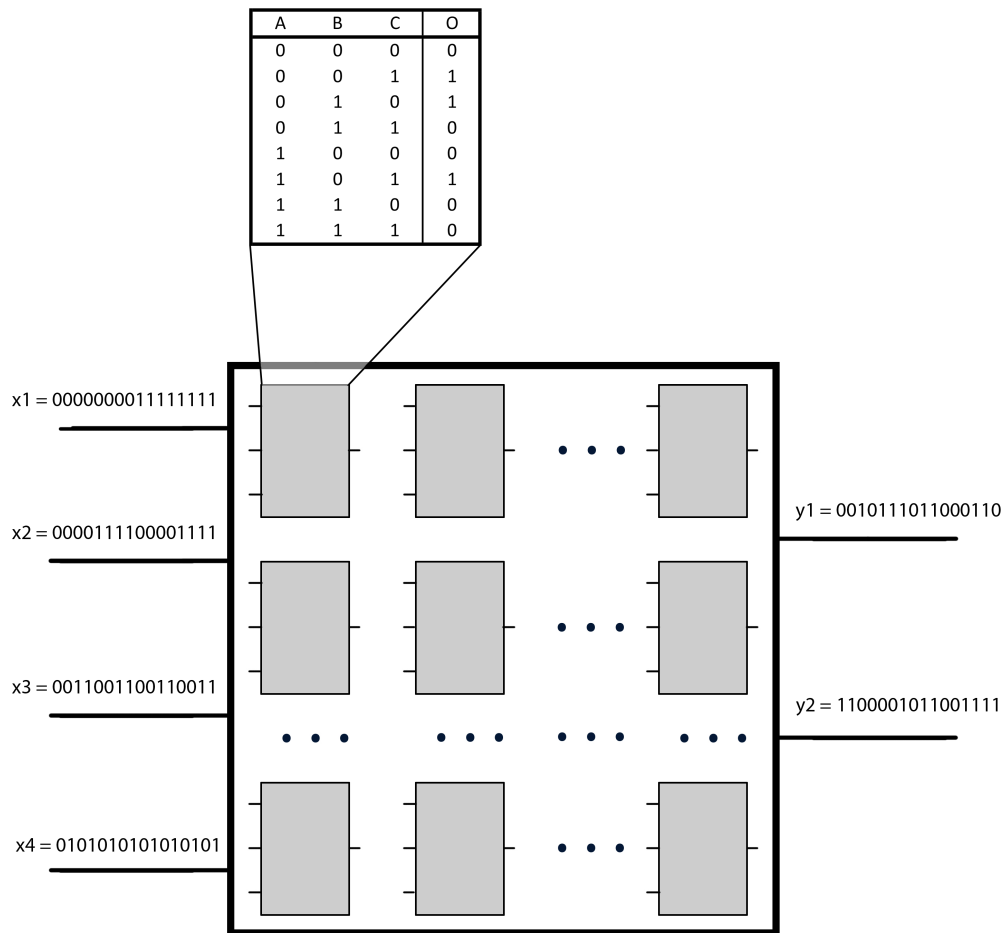 A B C O
0 0 0 0
0 0 1 1
0 1 0 1
0 1 1 0
1 0 0 0
1 0 1 1
1 1 0 0
1 1 1 0
x1 = 0000000011111111
x2 = 0000111100001111
y1 = 0010111011000110
x3 = 0011001100110011
y2 = 1100001011001111
x4 = 0101010101010101